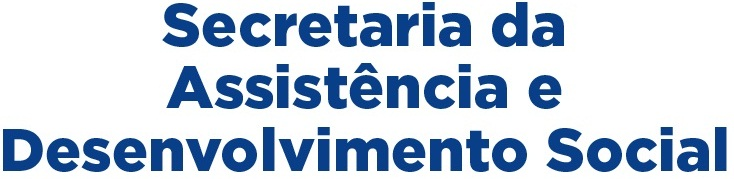 Secretaria da
Assistência e
Desenvolvimento Social